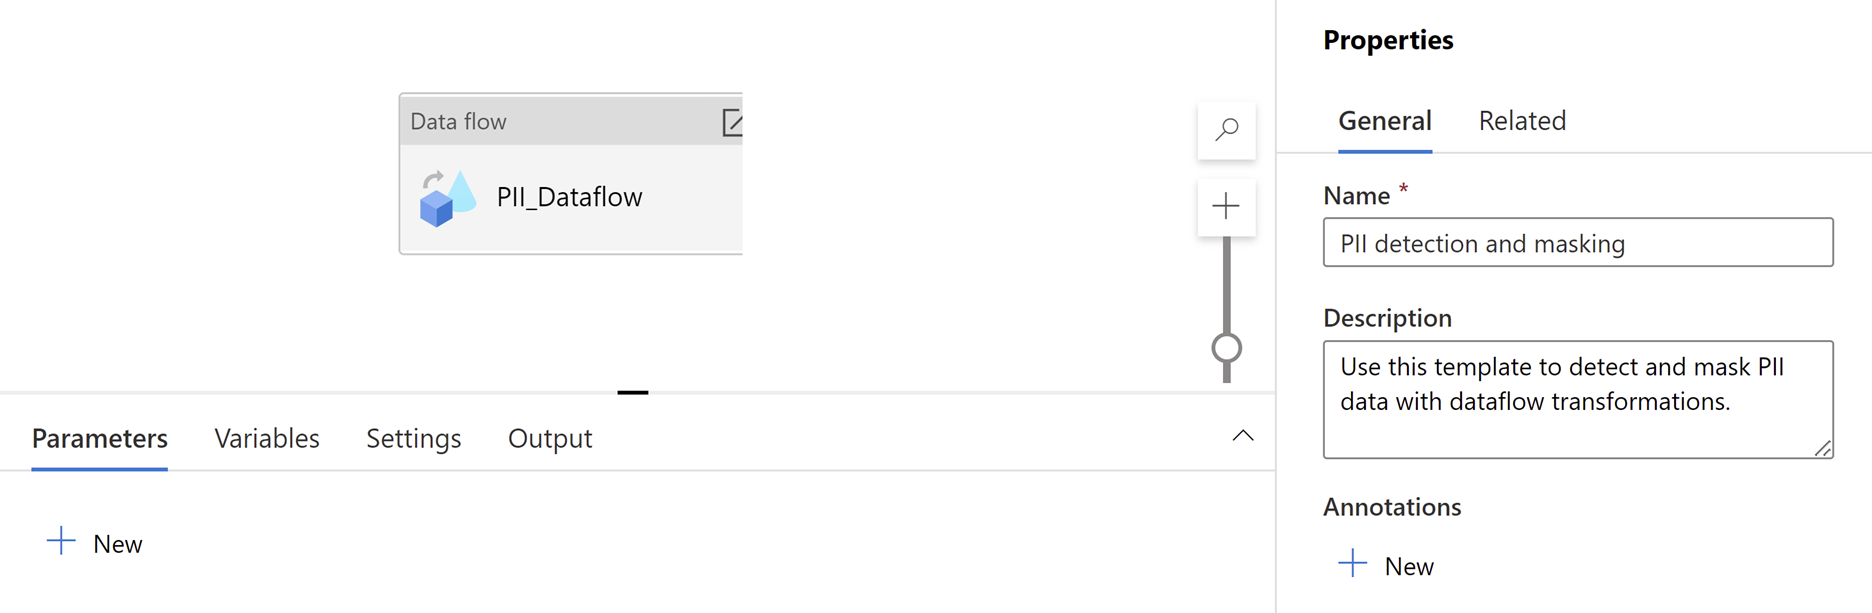 Data flow
PII_Dataflow
Parameters
Variables
Settings
Output
New
Properties
General
Related
Name *
PII detection and masking
Description
Use this template to detect and mask PII
data with dataflow transformations.
Annotations
New